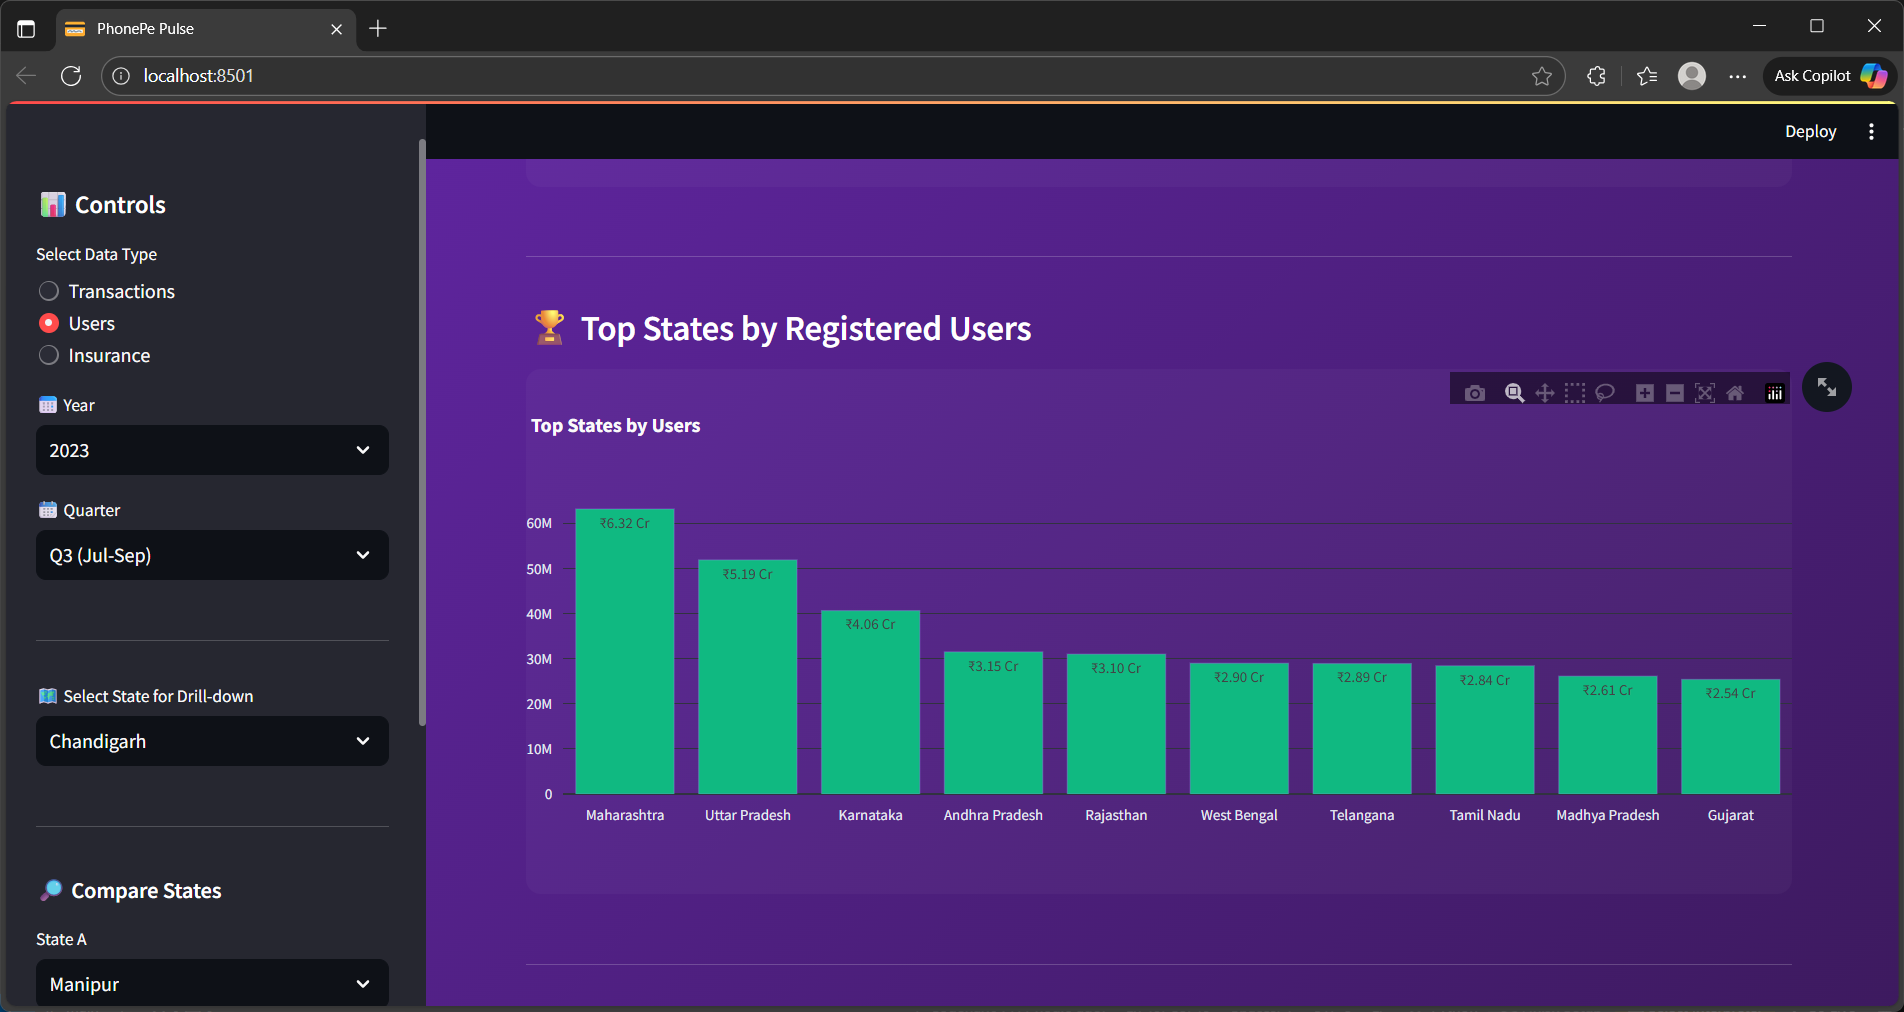 PhonePe Pulse
localhost:8501
Ask Copilot
Deploy
Controls
Select Data Type
Transactions
Users
Insurance
Year
2023
Quarter
Q3 (Jul-Sep)
Select State for Drill-down
Chandigarh
Compare States
State A
Manipur
Top States by Registered Users
Top States by Users
60M
50M
40M
30M
20M
10M
0
₹6.32 Cr
₹5.19 Cr
₹4.06 Cr
₹3.15 Cr
₹3.10 Cr
₹2.90 Cr
₹2.89 Cr
₹2.84 Cr
₹2.61 Cr
₹2.54 Cr
Maharashtra
Uttar Pradesh
Karnataka
Andhra Pradesh
Rajasthan
West Bengal
Telangana
Tamil Nadu
Madhya Pradesh
Gujarat